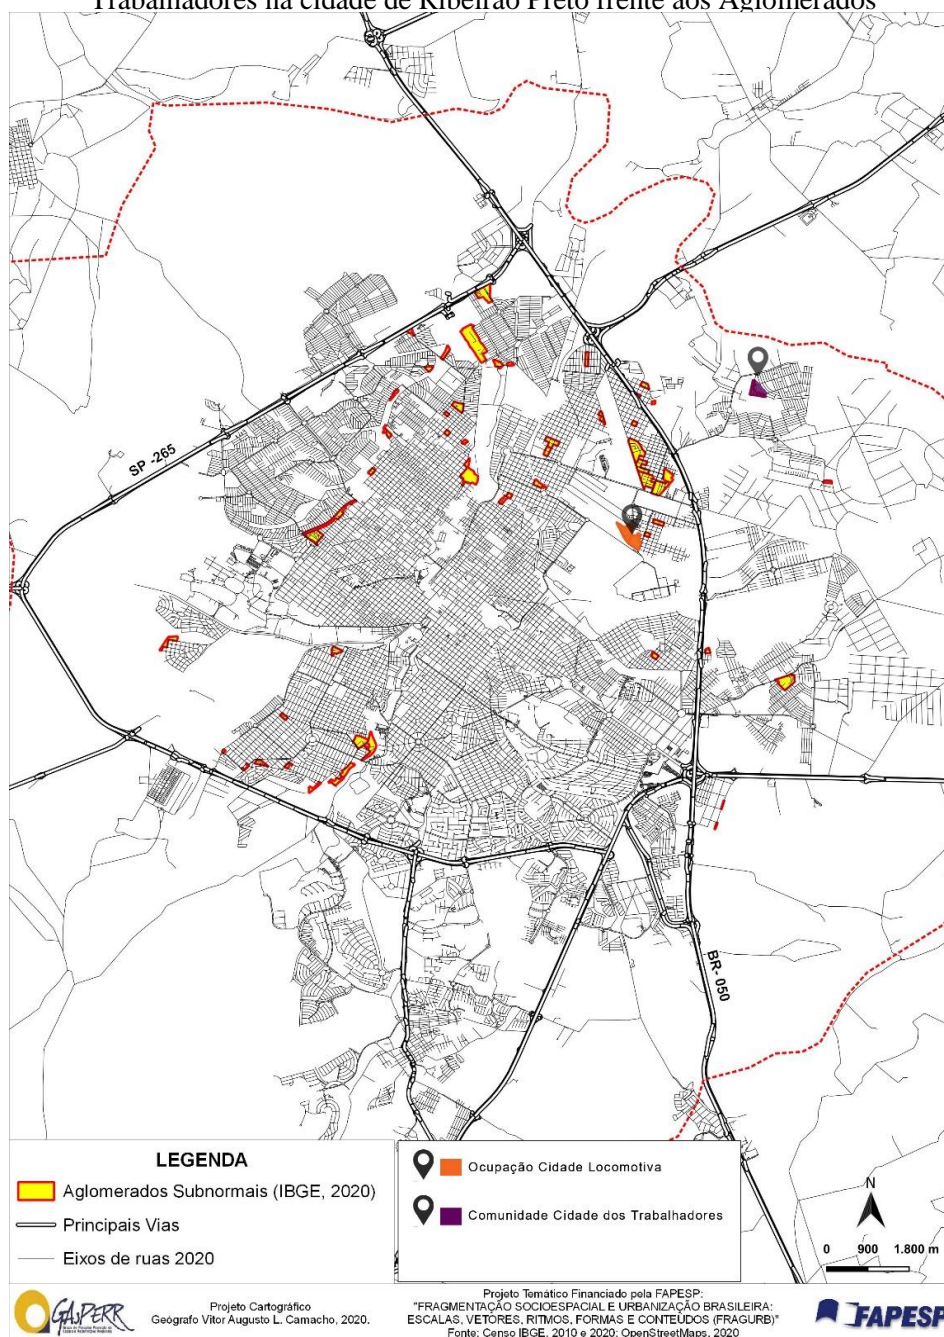 Trabalhadores na cidade de Ribeirão Preto frente aos Aglomerados
SP -265
BR - 050
LEGENDA
Aglomerados Subnormais (IBGE, 2020)
Principais Vias
Eixos de ruas 2020
Ocupação Cidade Locomotiva
Comunidade Cidade dos Trabalhadores
N
0 900 1.800 m
GAsPERR
Projeto Cartográfico
Geógrafo Vitor Augusto L. Camacho, 2020.
Projeto Temático Financiado pela FAPESP:
"FRAGMENTAÇÃO SOCIOESPACIAL E URBANIZAÇÃO BRASILEIRA:
ESCALAS, VETORES, RITMOS, FORMAS E CONTEÚDOS (FRAGURB)"
Fonte: Censo IBGE, 2010 e 2020; OpenStreetMaps, 2020
FAPESP